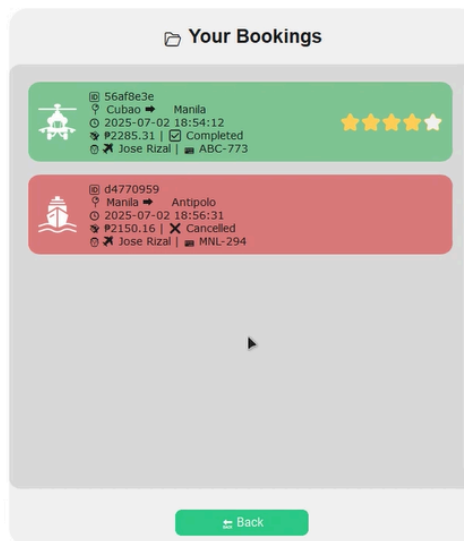 Your Bookings
56af8e3e
Cubao ➡ Manila
2025-07-02 18:54:12
₱2285.31 | Completed
Jose Rizal | ABC-773
d4770959
Manila ➡ Antipolo
2025-07-02 18:56:31
₱2150.16 | Cancelled
Jose Rizal | MNL-294
Back